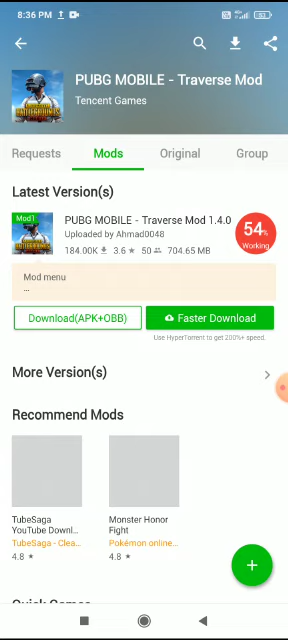 8:36 PM
53
PUBG MOBILE - Traverse Mod
Tencent Games
Requests
Mods
Original
Group
Latest Version(s)
Mod1
PUBG MOBILE - Traverse Mod 1.4.0
Uploaded by Ahmad0048
184.00K 3.6 ★ 50 704.65 MB
54%
Working
Mod menu
...
Download(APK+OBB)
Faster Download
Use HyperTorrent to get 200%+ speed.
More Version(s)
Recommend Mods
TubeSaga
YouTube Downl...
TubeSaga - Clea...
4.8 ★
Monster Honor
Fight
Pokémon online...
4.8 ★
Quick Games